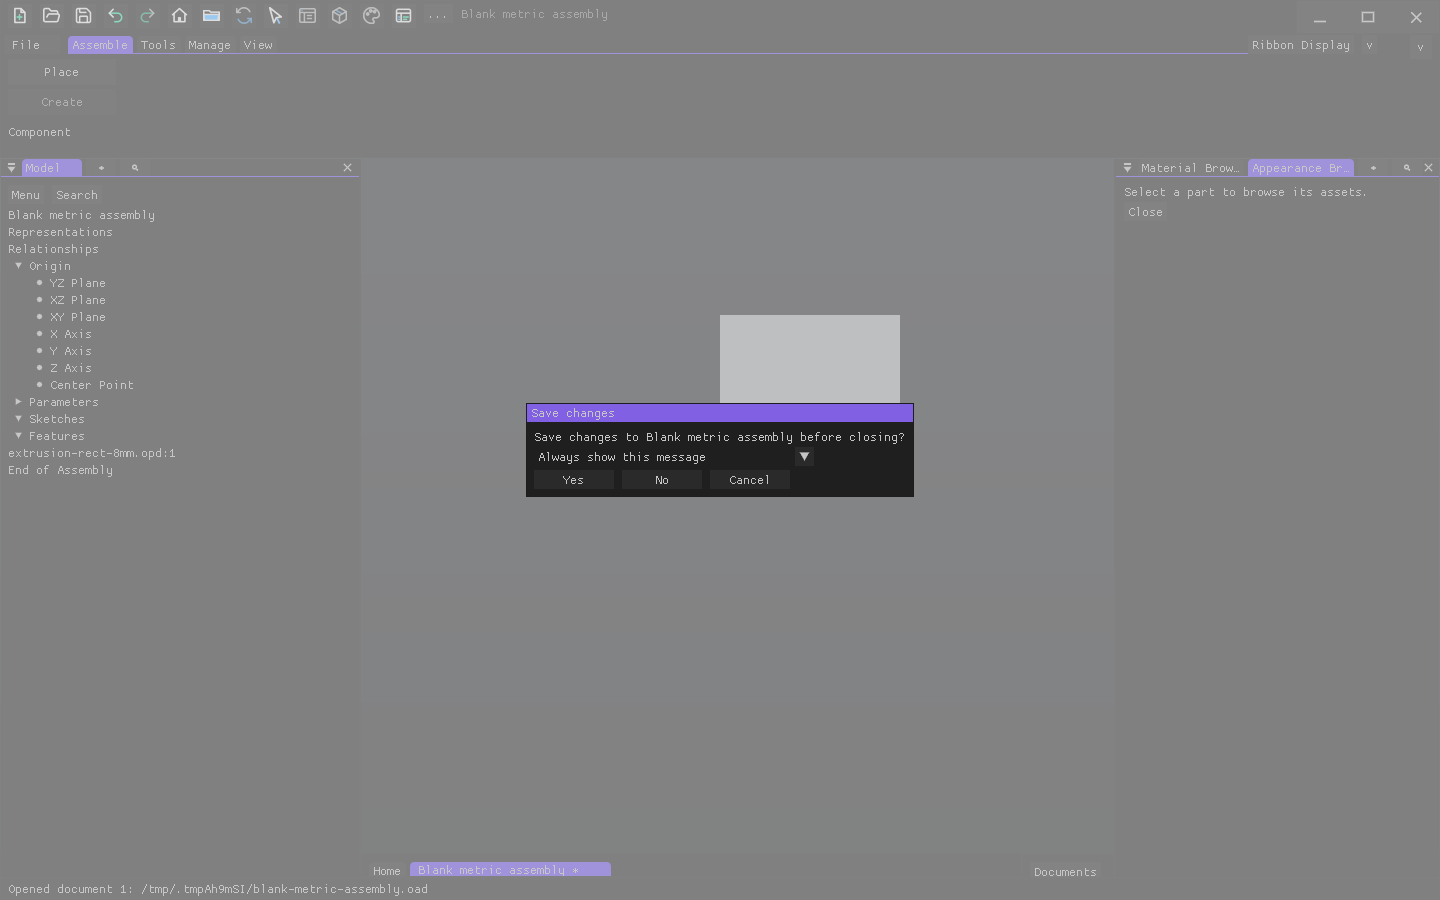 ... Blank metric assembly
File Assemble Tools Manage View Ribbon Display v v
Place
Create
Component
Model
Material Brow… Appearance Br…
Menu Search
Select a part to browse its assets.
Close
Blank metric assembly
Representations
Relationships
Origin
YZ Plane
XZ Plane
XY Plane
X Axis
Y Axis
Z Axis
Center Point
Parameters
Sketches
Features
extrusion-rect-8mm.opd:1
End of Assembly
Save changes
Save changes to Blank metric assembly before closing?
Always show this message
Yes No Cancel
Home Blank metric assembly + Documents
Opened document 1: /tmp/.tmpAh9mSI/blank-metric-assembly.oad